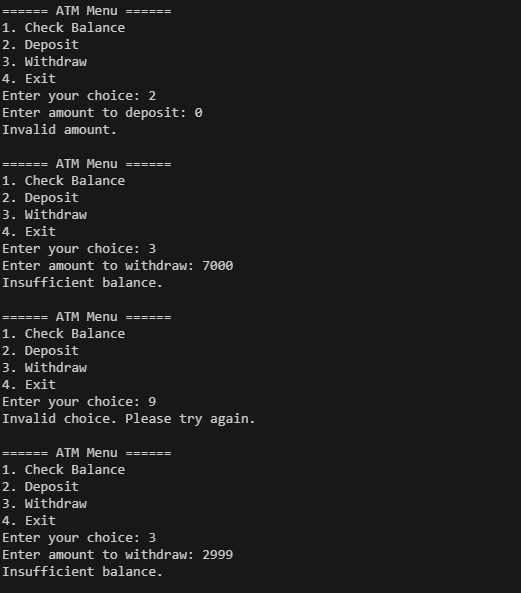 ====== ATM Menu ======
1. Check Balance
2. Deposit
3. Withdraw
4. Exit
Enter your choice: 2
Enter amount to deposit: 0
Invalid amount.
====== ATM Menu ======
1. Check Balance
2. Deposit
3. Withdraw
4. Exit
Enter your choice: 3
Enter amount to withdraw: 7000
Insufficient balance.
====== ATM Menu ======
1. Check Balance
2. Deposit
3. Withdraw
4. Exit
Enter your choice: 9
Invalid choice. Please try again.
====== ATM Menu ======
1. Check Balance
2. Deposit
3. Withdraw
4. Exit
Enter your choice: 3
Enter amount to withdraw: 2999
Insufficient balance.